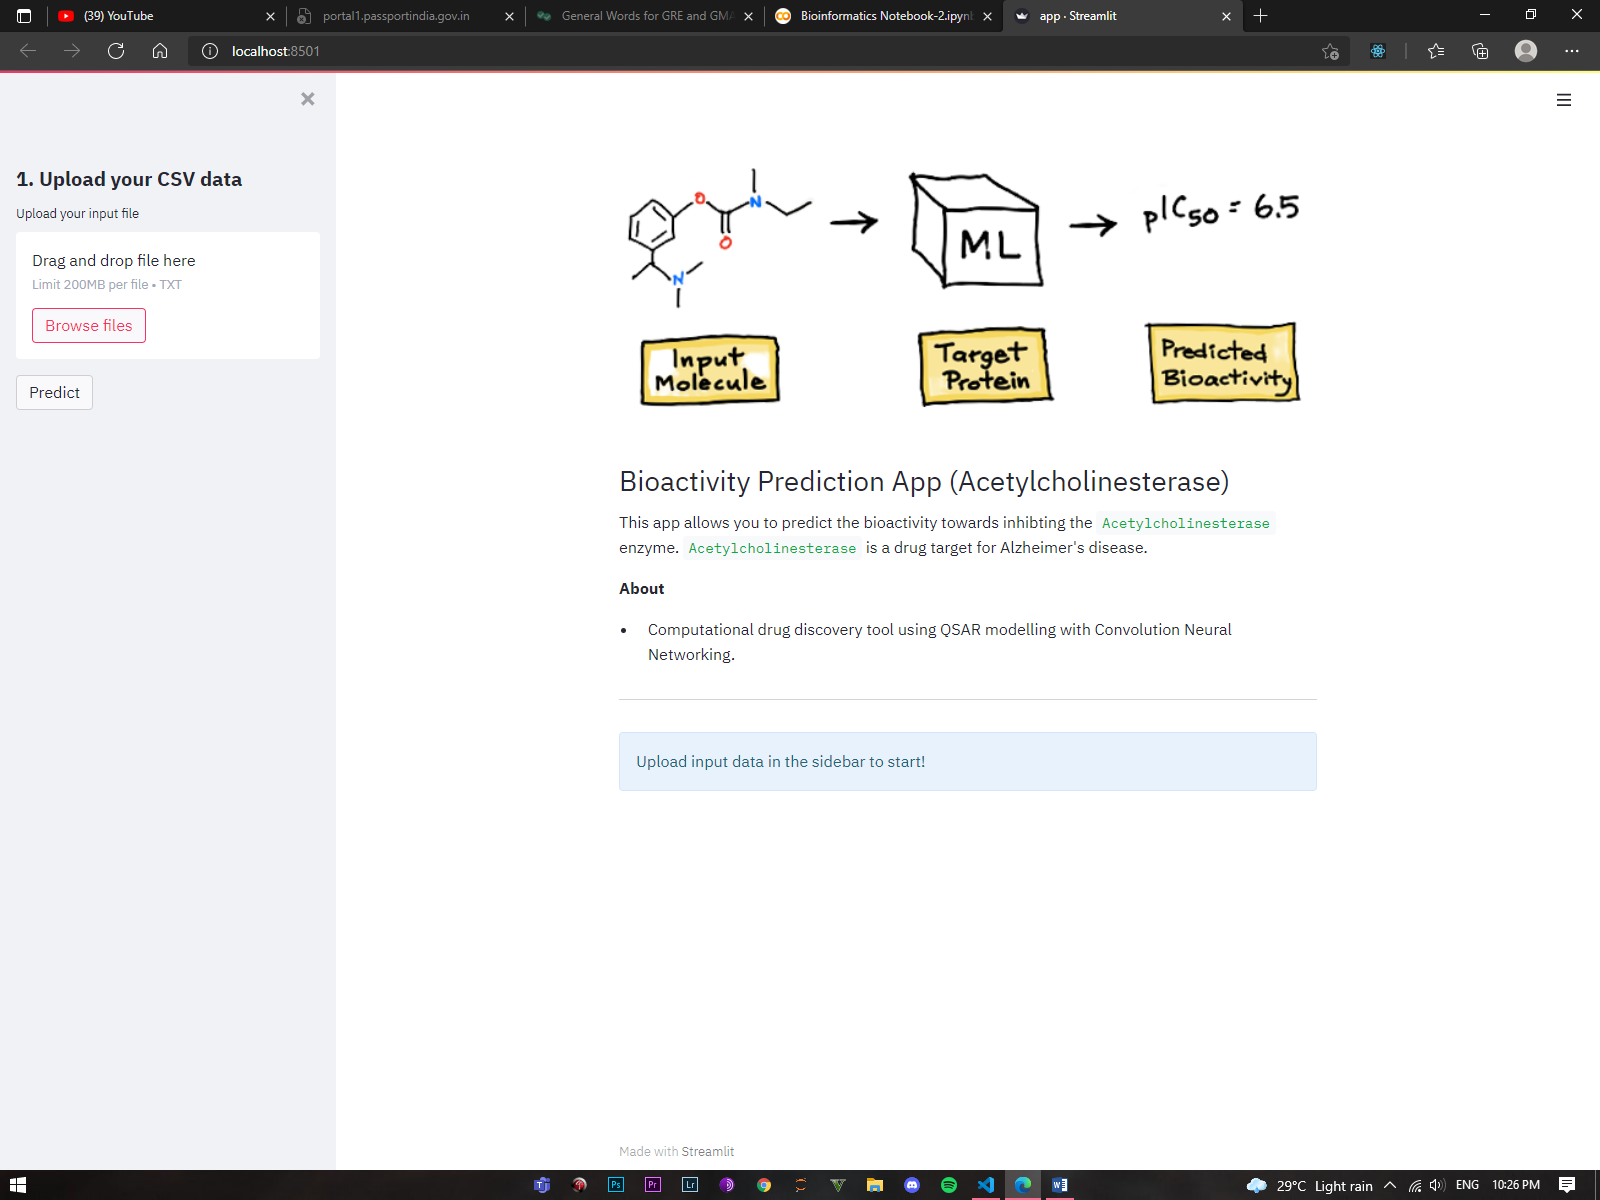 (39) YouTube
portal1.passportindia.gov.in
General Words for GRE and GMA
Bioinformatics Notebook-2.ipynb
app · Streamlit
localhost:8501
1. Upload your CSV data
Upload your input file
Drag and drop file here
Limit 200MB per file • TXT
Browse files
Predict
O
N
O
N
ML
pIC50 = 6.5
Input
Molecule
Target
Protein
Predicted
Bioactivity
Bioactivity Prediction App (Acetylcholinesterase)
This app allows you to predict the bioactivity towards inhibting the Acetylcholinesterase
enzyme. Acetylcholinesterase is a drug target for Alzheimer's disease.
About
• Computational drug discovery tool using QSAR modelling with Convolution Neural
Networking.
Upload input data in the sidebar to start!
Made with Streamlit
Ps
Pr
Lr
29°C Light rain
ENG
10:26 PM